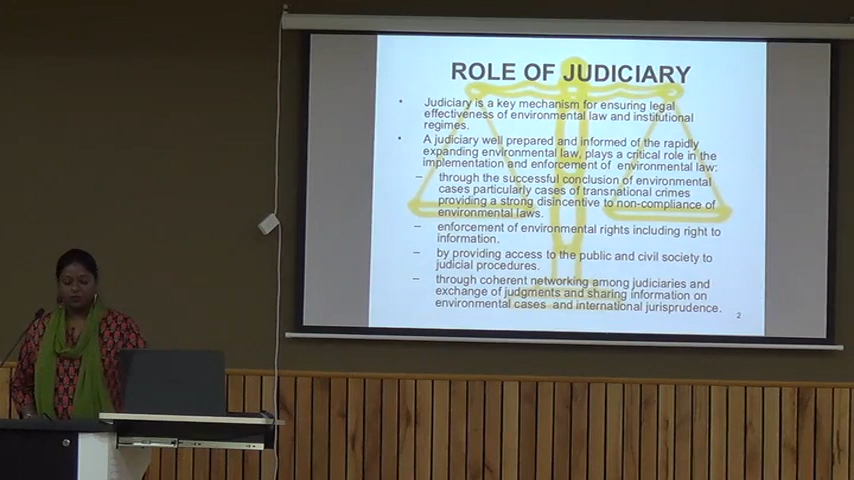 ROLE OF JUDICIARY
• Judiciary is a key mechanism for ensuring legal
effectiveness of environmental law and institutional
regimes.
• A judiciary well prepared and informed of the rapidly
expanding environmental law, plays a critical role in the
implementation and enforcement of environmental law:
– through the successful conclusion of environmental
cases particularly cases of transnational crimes
providing a strong disincentive to non-compliance of
environmental laws.
– enforcement of environmental rights including right to
information.
– by providing access to the public and civil society to
judicial procedures.
– through coherent networking among judiciaries and
exchange of judgments and sharing information on
environmental cases and international jurisprudence.
2